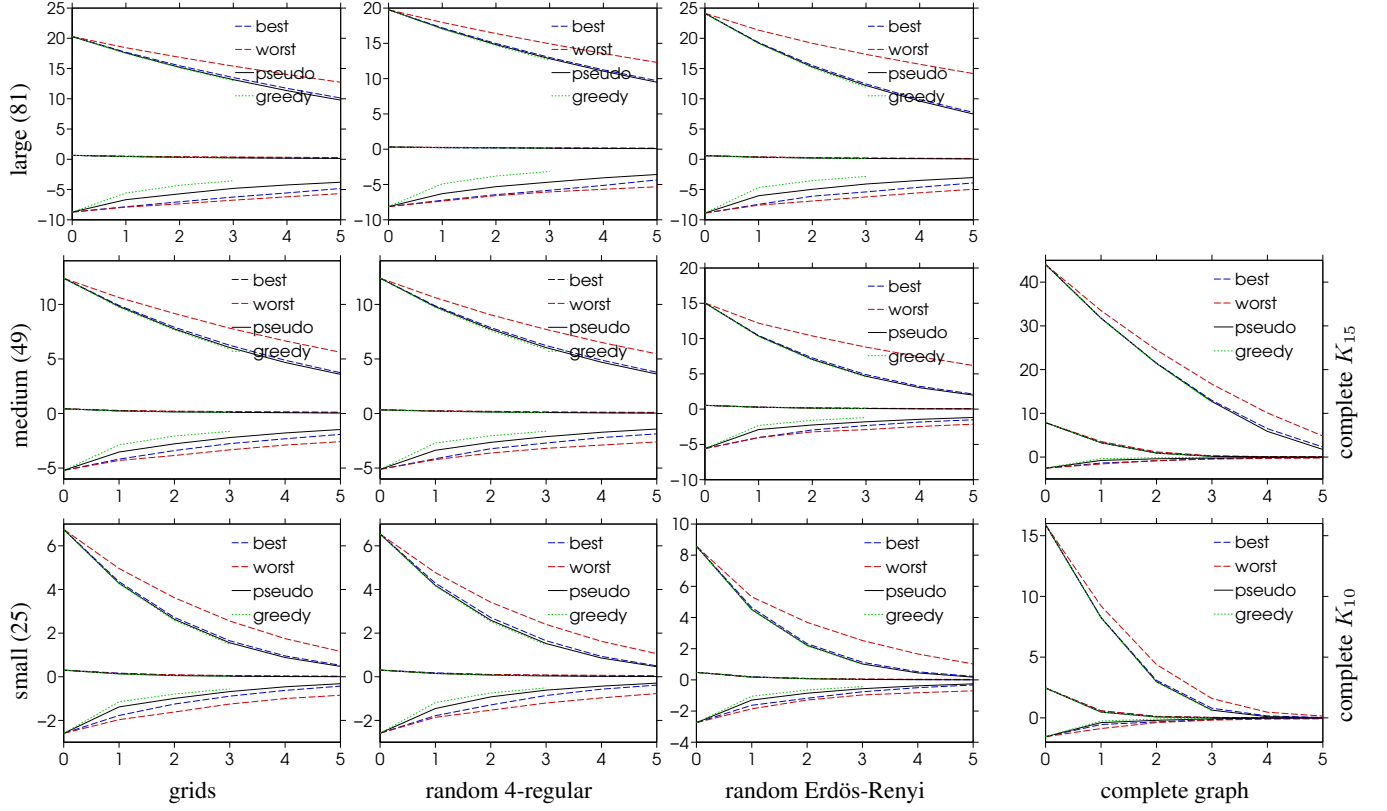 large (81)
25
20
15
10
5
0
−5
−10
best
worst
pseudo
greedy
0 1 2 3 4 5
20
15
10
5
0
−5
−10
best
worst
pseudo
greedy
0 1 2 3 4 5
25
20
15
10
5
0
−5
−10
best
worst
pseudo
greedy
0 1 2 3 4 5
medium (49)
10
5
0
−5
best
worst
pseudo
greedy
0 1 2 3 4 5
10
5
0
−5
best
worst
pseudo
greedy
0 1 2 3 4 5
20
15
10
5
0
−5
−10
best
worst
pseudo
greedy
0 1 2 3 4 5
40
30
20
10
0
best
worst
pseudo
greedy
0 1 2 3 4 5
complete K15
small (25)
6
4
2
0
−2
best
worst
pseudo
greedy
0 1 2 3 4 5
grids
6
4
2
0
−2
best
worst
pseudo
greedy
0 1 2 3 4 5
random 4-regular
10
8
6
4
2
0
−2
−4
best
worst
pseudo
greedy
0 1 2 3 4 5
random Erdös-Renyi
15
10
5
0
best
worst
pseudo
greedy
0 1 2 3 4 5
complete graph
complete K10